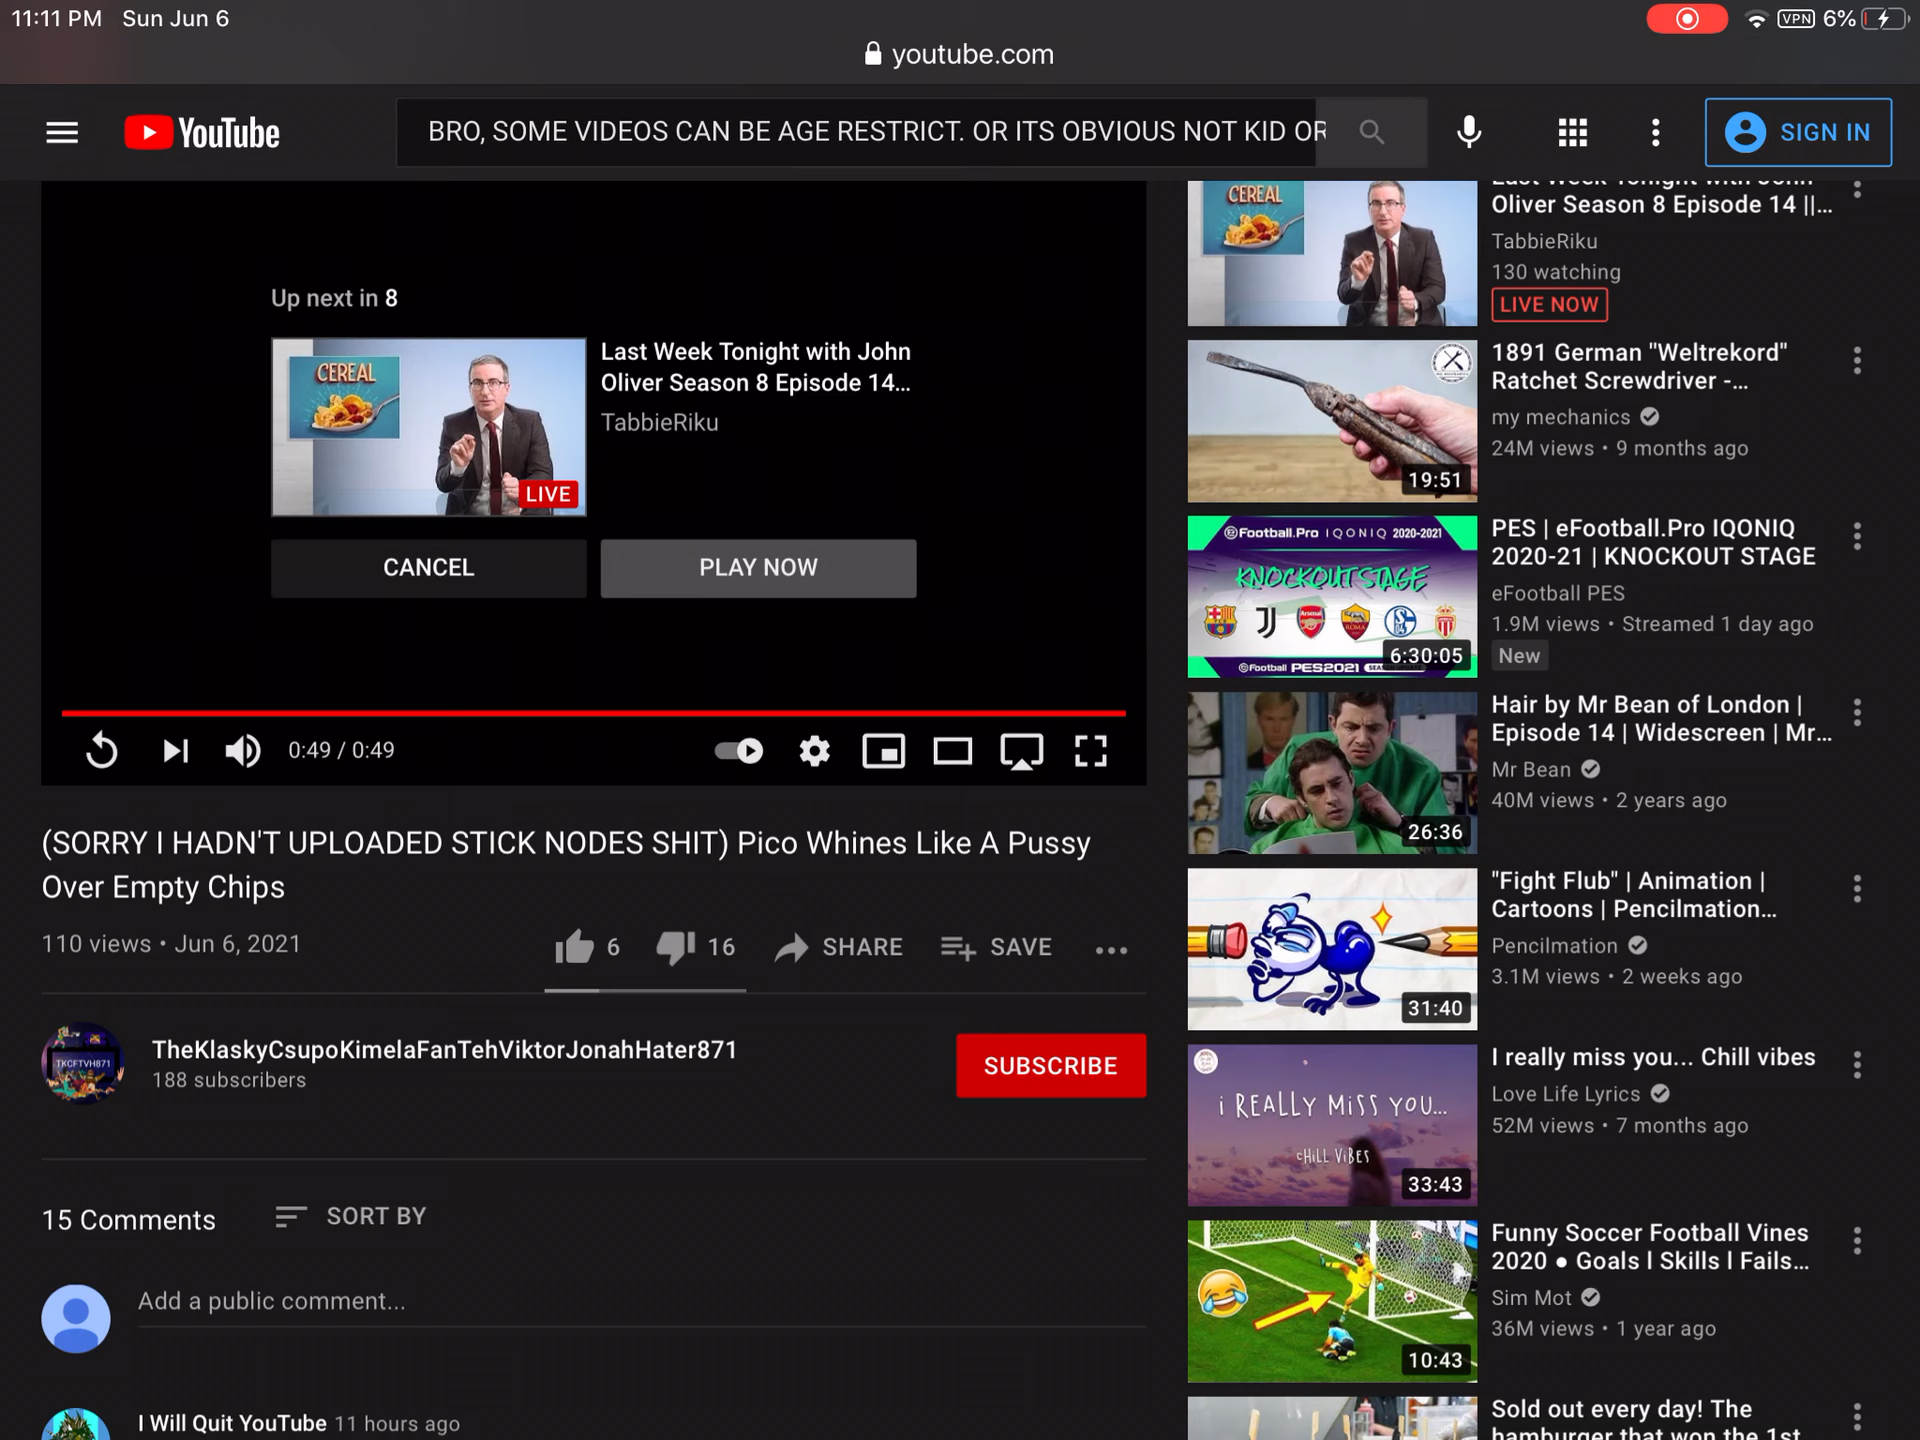 11:11 PM Sun Jun 6
VPN 6%
youtube.com
YouTube
BRO, SOME VIDEOS CAN BE AGE RESTRICT. OR ITS OBVIOUS NOT KID OR
SIGN IN
Up next in 8
CEREAL
LIVE
Last Week Tonight with John
Oliver Season 8 Episode 14...
TabbieRiku
CANCEL
PLAY NOW
0:49 / 0:49
(SORRY I HADN'T UPLOADED STICK NODES SHIT) Pico Whines Like A Pussy
Over Empty Chips
110 views • Jun 6, 2021
6
16
SHARE
SAVE
TKCFTVH871
TheKlaskyCsupoKimelaFanTehViktorJonahHater871
188 subscribers
SUBSCRIBE
15 Comments
SORT BY
Add a public comment...
I Will Quit YouTube 11 hours ago
CEREAL
Last Week Tonight with John
Oliver Season 8 Episode 14 ||...
TabbieRiku
130 watching
LIVE NOW
19:51
1891 German "Weltrekord"
Ratchet Screwdriver -...
my mechanics
24M views • 9 months ago
eFootball.Pro IQONIQ 2020-2021
KNOCKOUT STAGE
Arsenal
ROMA
eFootball PES2021
6:30:05
PES | eFootball.Pro IQONIQ
2020-21 | KNOCKOUT STAGE
eFootball PES
1.9M views • Streamed 1 day ago
New
26:36
Hair by Mr Bean of London |
Episode 14 | Widescreen | Mr...
Mr Bean
40M views • 2 years ago
31:40
"Fight Flub" | Animation |
Cartoons | Pencilmation...
Pencilmation
3.1M views • 2 weeks ago
i REALLY MiSS YOU...
cHiLL ViBES
33:43
I really miss you... Chill vibes
Love Life Lyrics
52M views • 7 months ago
10:43
Funny Soccer Football Vines
2020 ● Goals l Skills l Fails...
Sim Mot
36M views • 1 year ago
Sold out every day! The
hamburger that won the 1st